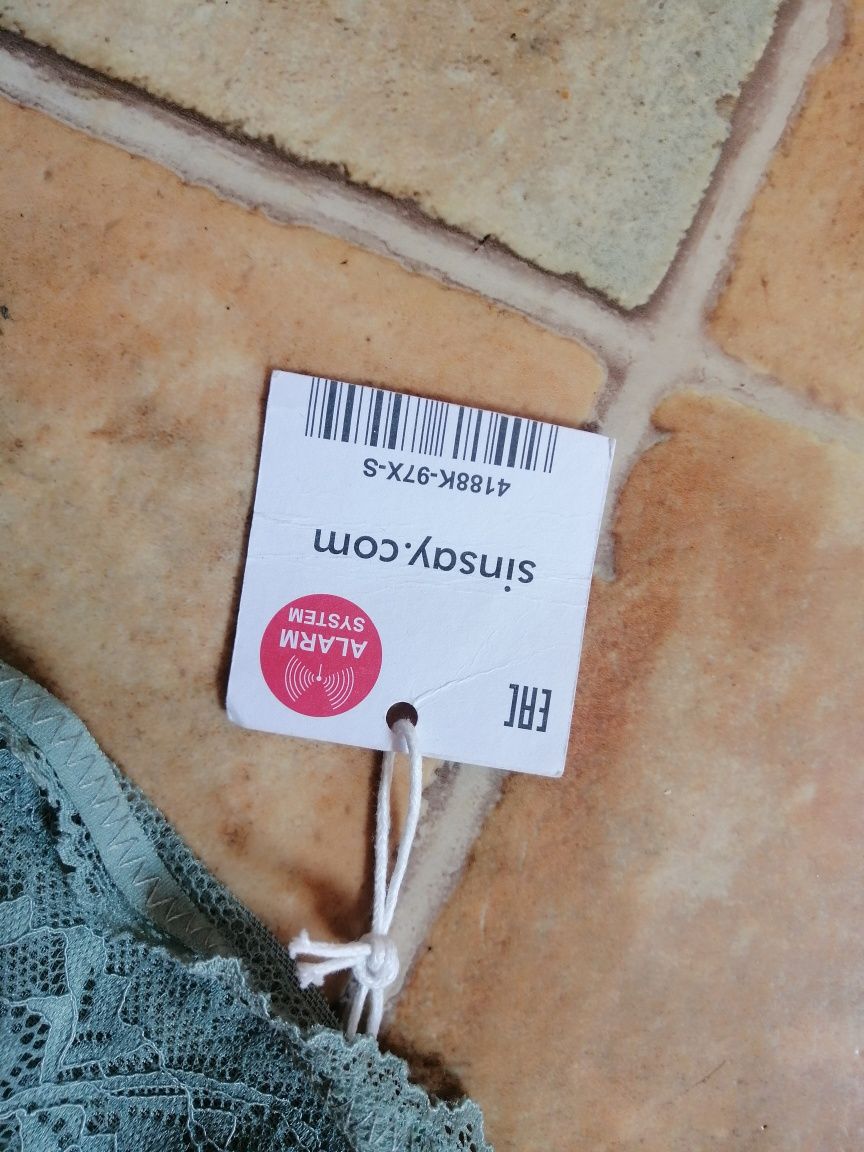 EAC
ALARM
SYSTEM
sinsay.com
4188K-97X-S